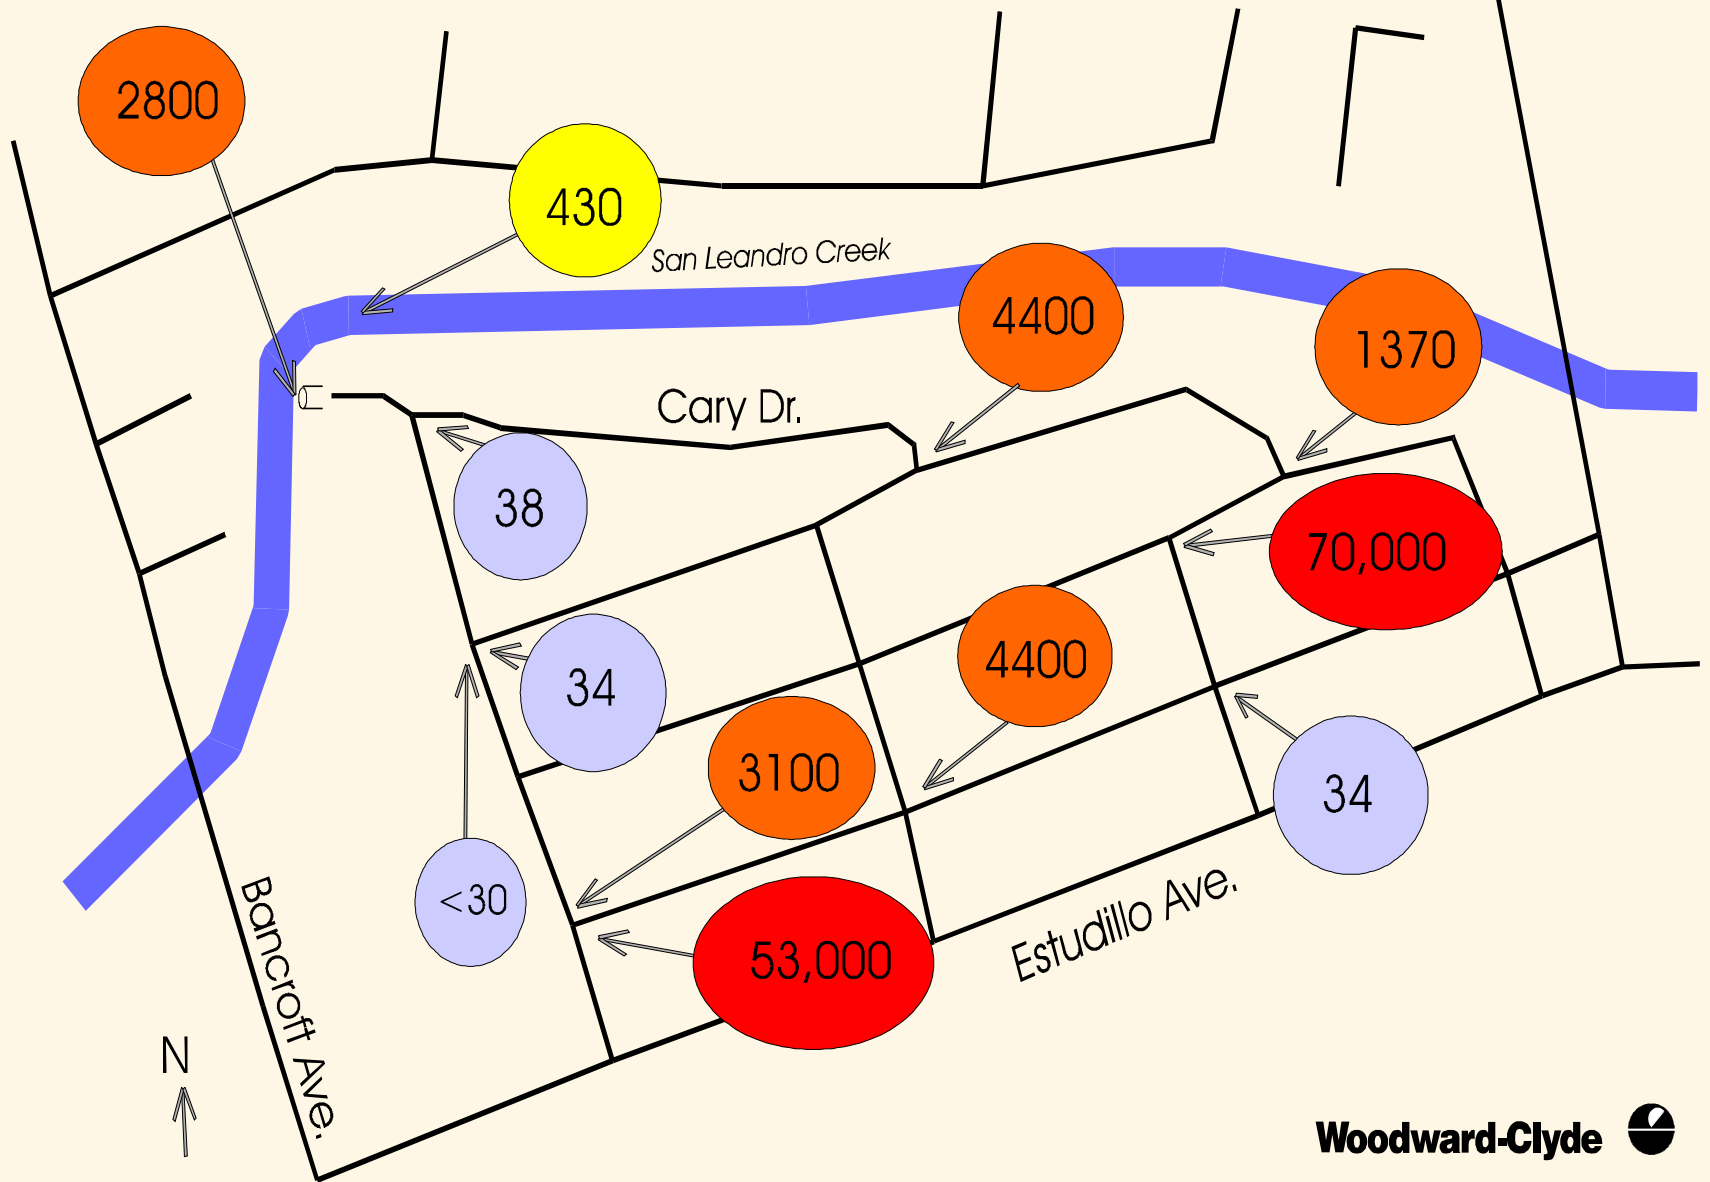 2800
430
San Leandro Creek
4400
1370
Cary Dr.
38
70,000
34
4400
3100
34
<30
53,000
Estudillo Ave.
Bancroft Ave.
N
Woodward-Clyde